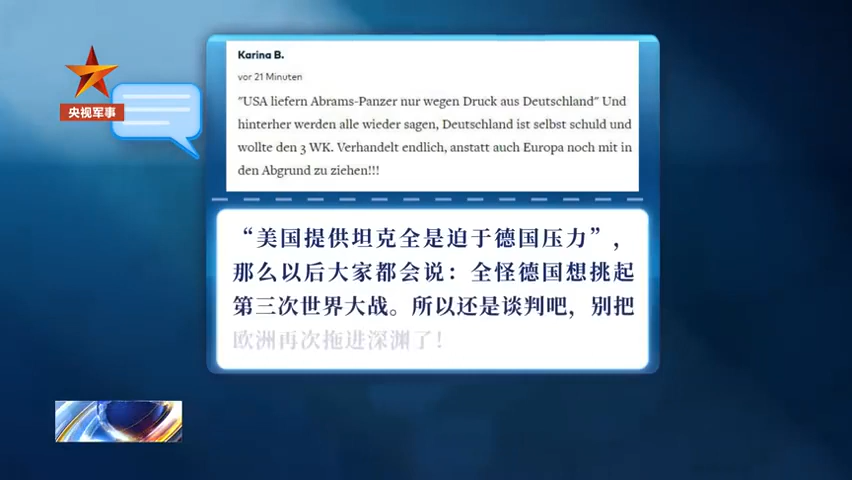 央视军事
Karina B.
vor 21 Minuten
"USA liefern Abrams-Panzer nur wegen Druck aus Deutschland" Und
hinterher werden alle wieder sagen, Deutschland ist selbst schuld und
wollte den 3 WK. Verhandelt endlich, anstatt auch Europa noch mit in
den Abgrund zu ziehen!!!
“美国提供坦克全是迫于德国压力”，
那么以后大家都会说：全怪德国想挑起
第三次世界大战。所以还是谈判吧，别把
欧洲再次拖进深渊了！